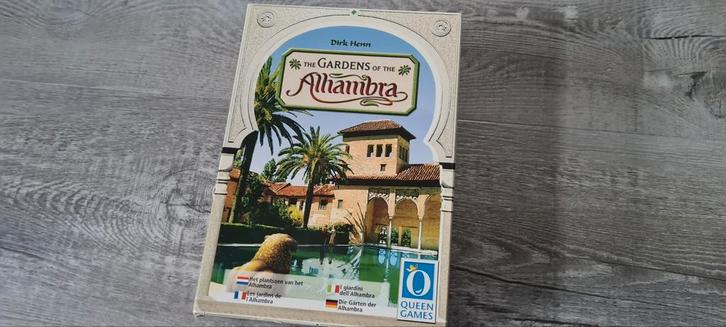 Dirk Henn
THE GARDENS OF THE
Alhambra
Het plantsoen van het
Alhambra
Les jardins de
l'Alhambra
I giardini
dell'Alhambra
Die Gärten der
Alhambra
QUEEN
GAMES